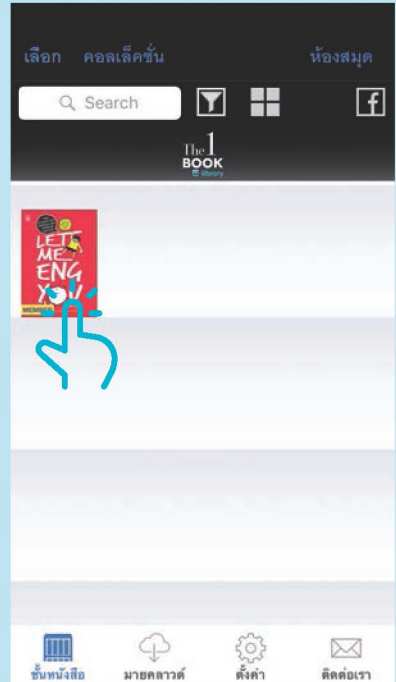 เลือก คอลเล็คชั่น ห้องสมุด
Search
f
The 1
BOOK
e-library
LET
ME
ENG
YOU
MEMBER
ชั้นหนังสือ มายคลาวด์ ตั้งค่า ติดต่อเรา